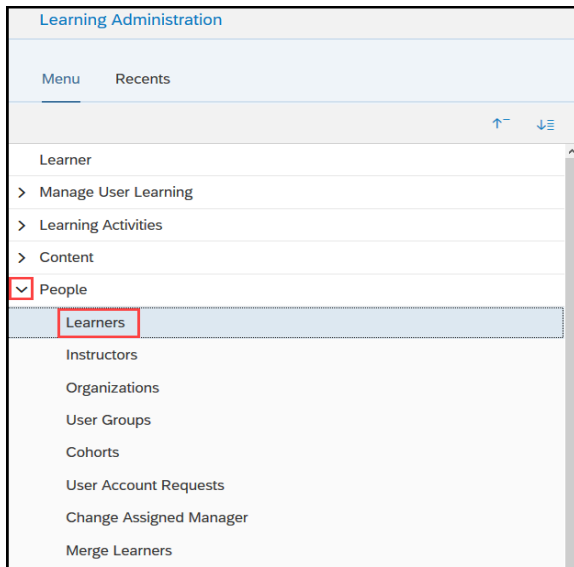 Learning Administration
Menu Recents
Learner
Manage User Learning
Learning Activities
Content
People
Learners
Instructors
Organizations
User Groups
Cohorts
User Account Requests
Change Assigned Manager
Merge Learners